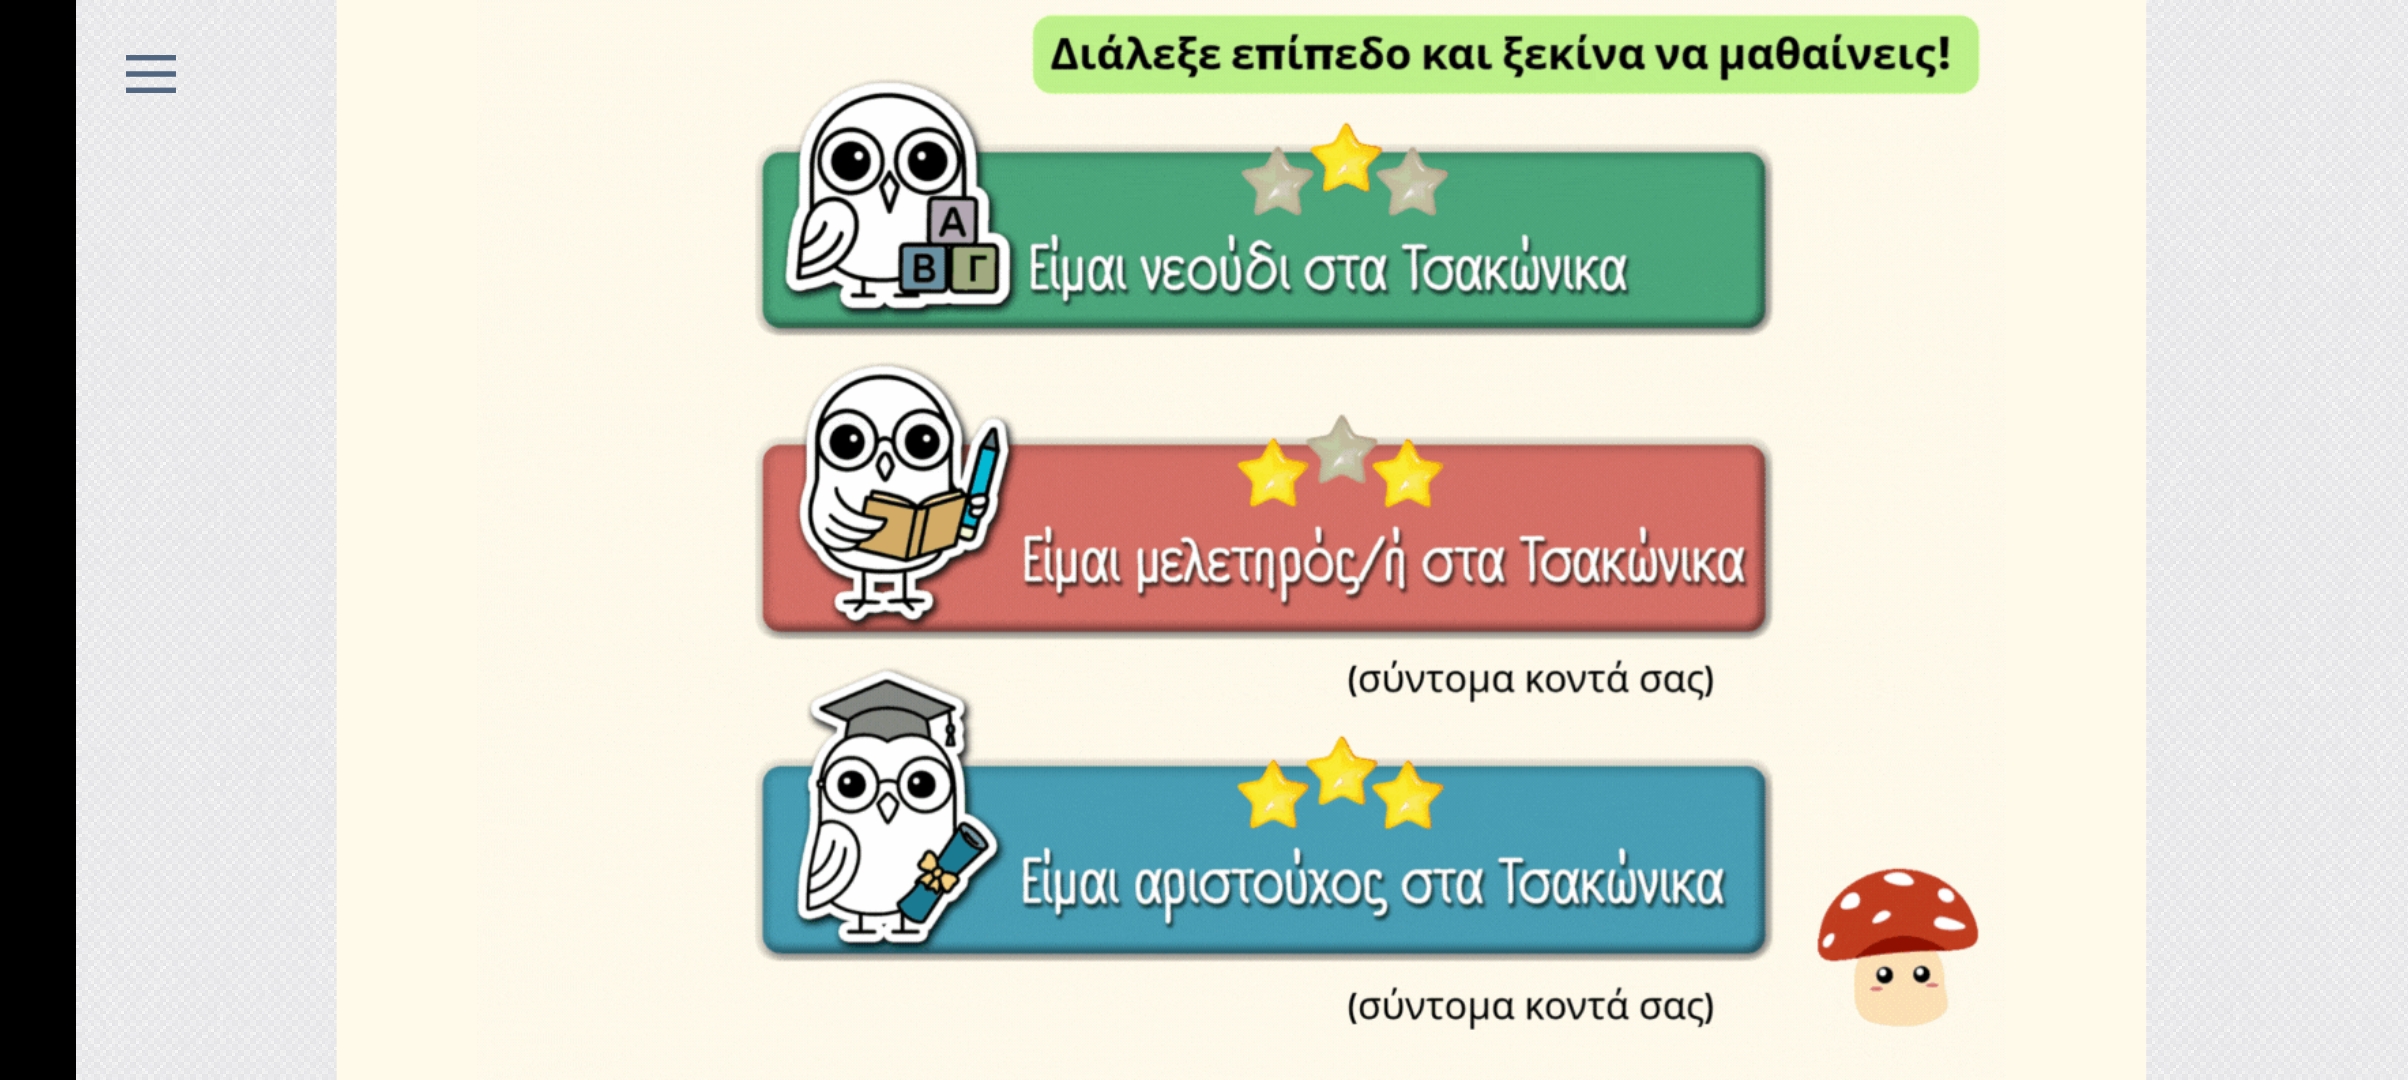 Διάλεξε επίπεδο και ξεκίνα να μαθαίνεις!
Α
Β Γ
Είμαι νεούδι στα Τσακώνικα
Είμαι μελετηρός/ή στα Τσακώνικα
(σύντομα κοντά σας)
Είμαι αριστούχος στα Τσακώνικα
(σύντομα κοντά σας)